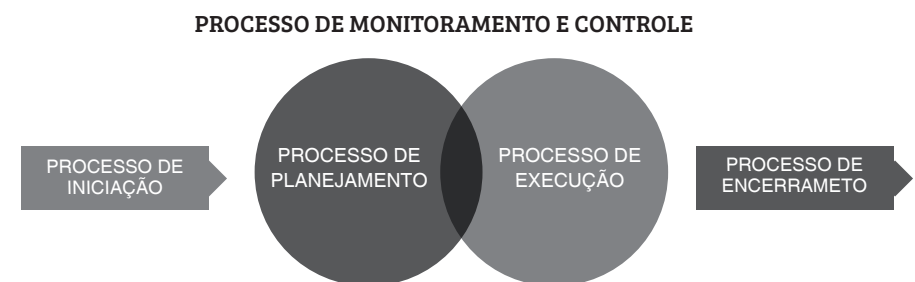 PROCESSO DE MONITORAMENTO E CONTROLE
PROCESSO DE
INICIAÇÃO
PROCESSO DE
PLANEJAMENTO
PROCESSO DE
EXECUÇÃO
PROCESSO DE
ENCERRAMETO